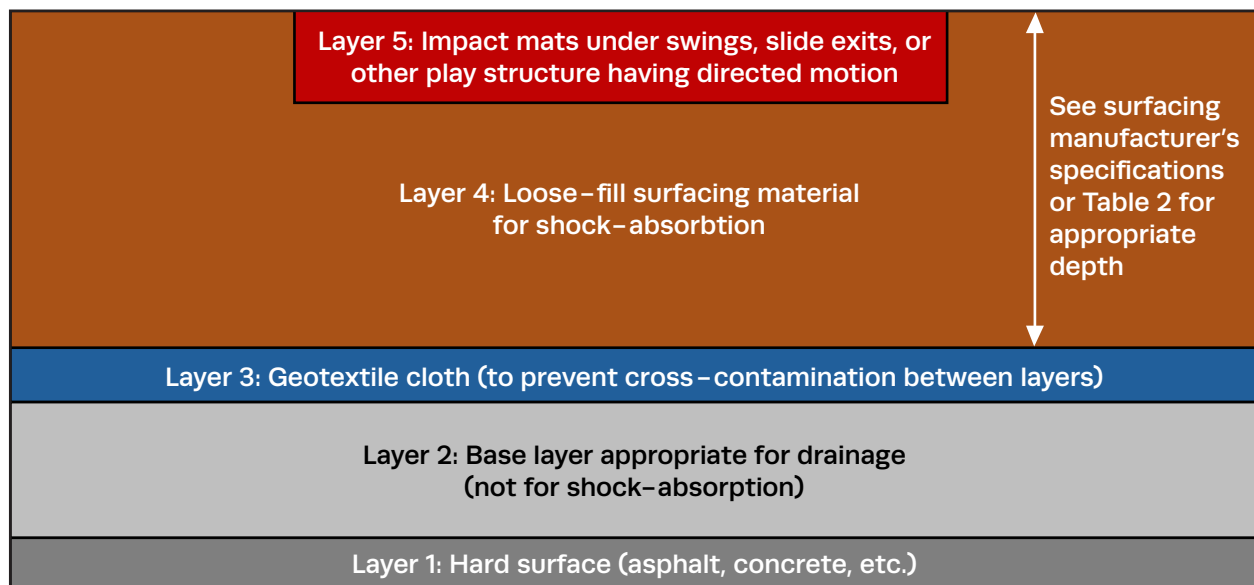 Layer 5: Impact mats under swings, slide exits, or
other play structure having directed motion
See surfacing
manufacturer's
specifications
or Table 2 for
appropriate
depth
Layer 4: Loose-fill surfacing material
for shock-absorbtion
Layer 3: Geotextile cloth (to prevent cross-contamination between layers)
Layer 2: Base layer appropriate for drainage
(not for shock-absorption)
Layer 1: Hard surface (asphalt, concrete, etc.)